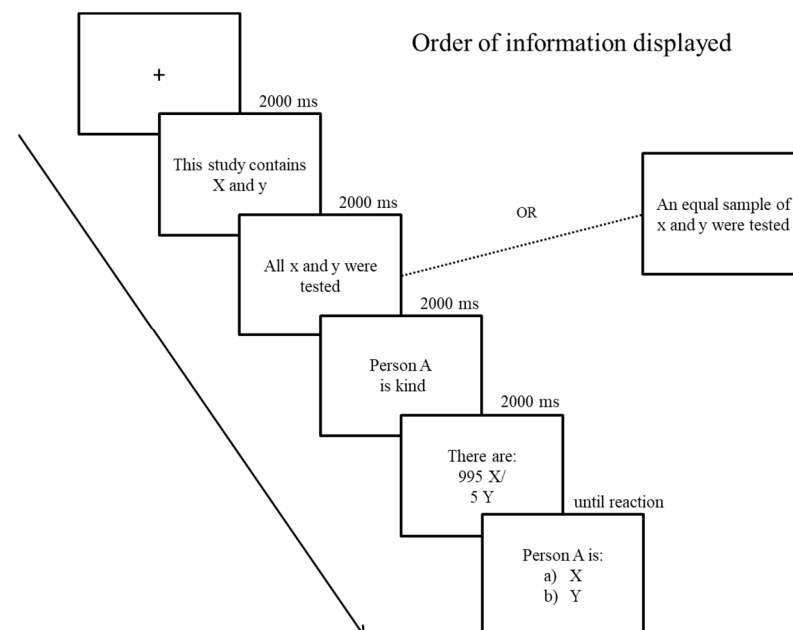 Order of information displayed
+
2000 ms
This study contains
X and y
2000 ms
All x and y were
tested
OR
An equal sample of
x and y were tested
2000 ms
Person A
is kind
2000 ms
There are:
995 X/
5 Y
until reaction
Person A is:
a) X
b) Y